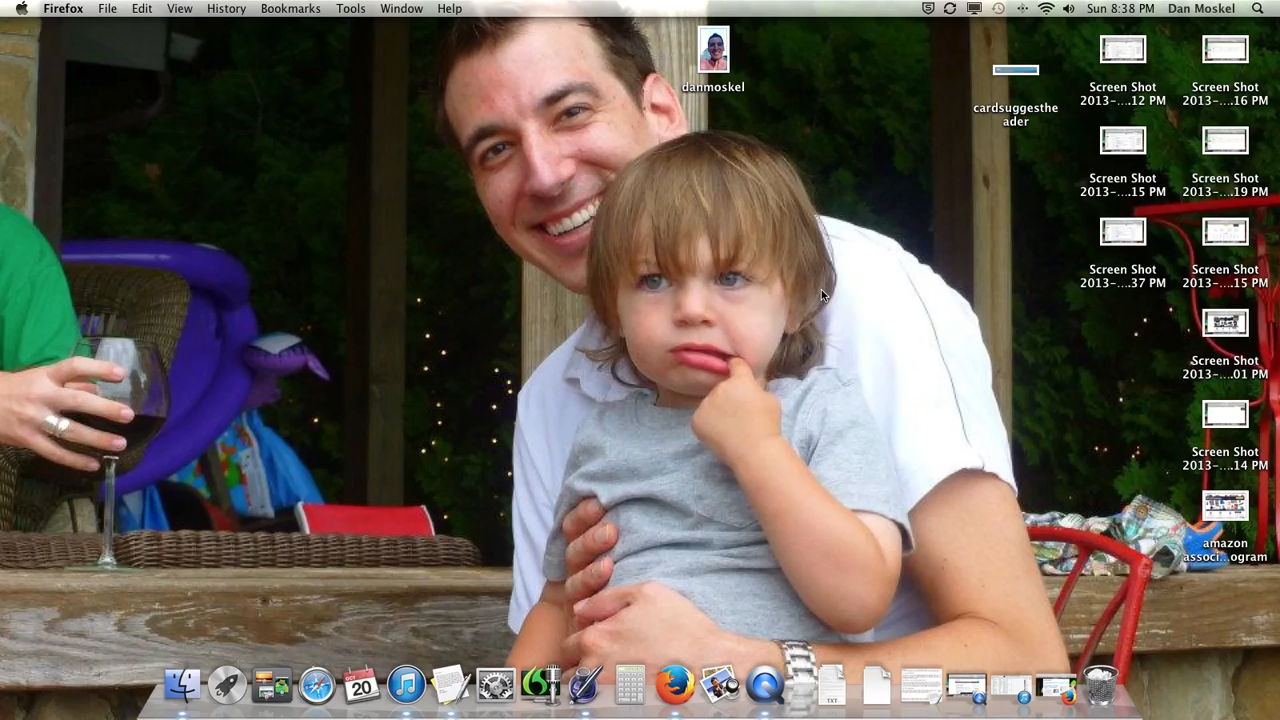 Firefox File Edit View History Bookmarks Tools Window Help Sun 8:38 PM Dan Moskel
danmoskel
cardsuggesthe
ader
Screen Shot
2013-....12 PM
Screen Shot
2013-....16 PM
Screen Shot
2013-....15 PM
Screen Shot
2013-....19 PM
Screen Shot
2013-....37 PM
Screen Shot
2013-....15 PM
Screen Shot
2013-....01 PM
Screen Shot
2013-....14 PM
amazon
associ...ogram
OCT
20
TXT